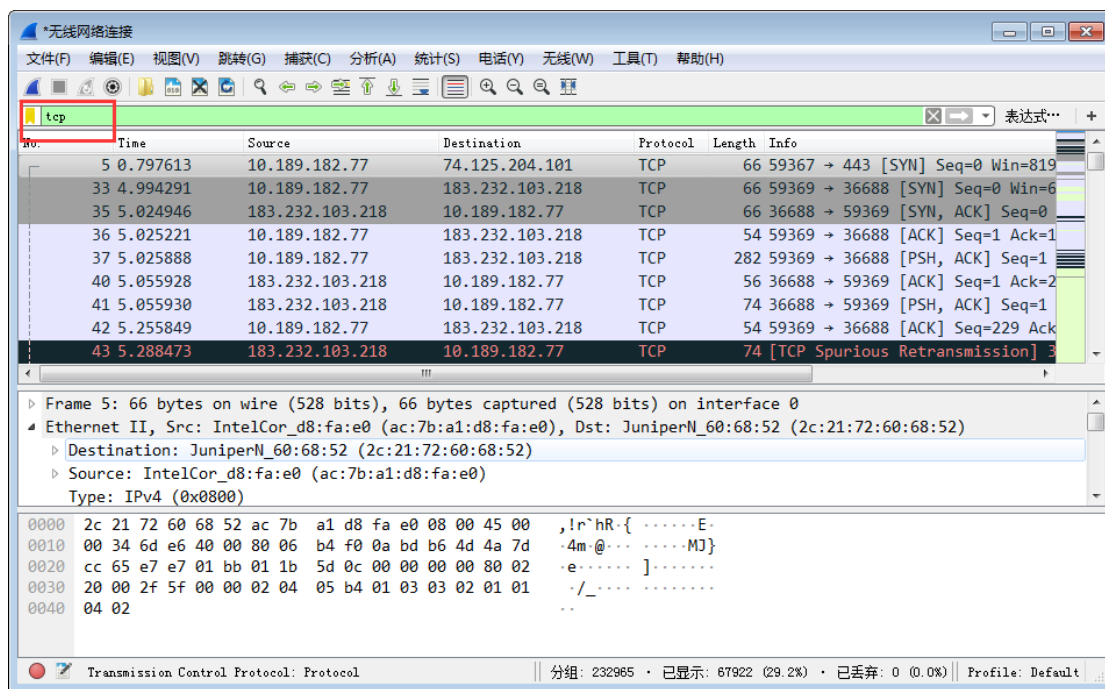 *无线网络连接
文件(F) 编辑(E) 视图(V) 跳转(G) 捕获(C) 分析(A) 统计(S) 电话(Y) 无线(W) 工具(T) 帮助(H)
tcp 表达式… +
No. Time Source Destination Protocol Length Info
5 0.797613 10.189.182.77 74.125.204.101 TCP 66 59367 → 443 [SYN] Seq=0 Win=819
33 4.994291 10.189.182.77 183.232.103.218 TCP 66 59369 → 36688 [SYN] Seq=0 Win=6
35 5.024946 183.232.103.218 10.189.182.77 TCP 66 36688 → 59369 [SYN, ACK] Seq=0
36 5.025221 10.189.182.77 183.232.103.218 TCP 54 59369 → 36688 [ACK] Seq=1 Ack=1
37 5.025888 10.189.182.77 183.232.103.218 TCP 282 59369 → 36688 [PSH, ACK] Seq=1
40 5.055928 183.232.103.218 10.189.182.77 TCP 56 36688 → 59369 [ACK] Seq=1 Ack=2
41 5.055930 183.232.103.218 10.189.182.77 TCP 74 36688 → 59369 [PSH, ACK] Seq=1
42 5.255849 10.189.182.77 183.232.103.218 TCP 54 59369 → 36688 [ACK] Seq=229 Ack
43 5.288473 183.232.103.218 10.189.182.77 TCP 74 [TCP Spurious Retransmission] 3
Frame 5: 66 bytes on wire (528 bits), 66 bytes captured (528 bits) on interface 0
Ethernet II, Src: IntelCor_d8:fa:e0 (ac:7b:a1:d8:fa:e0), Dst: JuniperN_60:68:52 (2c:21:72:60:68:52)
Destination: JuniperN_60:68:52 (2c:21:72:60:68:52)
Source: IntelCor_d8:fa:e0 (ac:7b:a1:d8:fa:e0)
Type: IPv4 (0x0800)
0000 2c 21 72 60 68 52 ac 7b a1 d8 fa e0 08 00 45 00 ,!r`hR·{ ······E·
0010 00 34 6d e6 40 00 80 06 b4 f0 0a bd b6 4d 4a 7d ·4m·@··· ·····MJ}
0020 cc 65 e7 e7 01 bb 01 1b 5d 0c 00 00 00 00 80 02 ·e······ ]·······
0030 20 00 2f 5f 00 00 02 04 05 b4 01 03 03 02 01 01 ·/_···· ········
0040 04 02 ··
Transmission Control Protocol: Protocol 分组: 232965 · 已显示: 67922 (29.2%) · 已丢弃: 0 (0.0%) Profile: Default